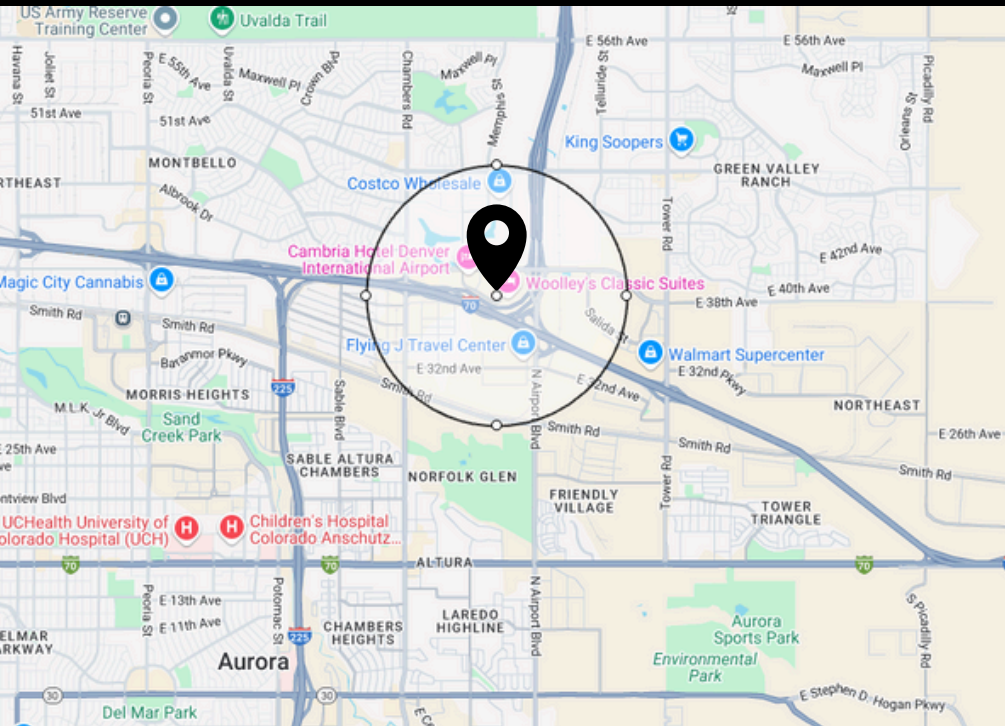 US Army Reserve
Training Center
Uvalda Trail
E 56th Ave
E 56th Ave
Havana St
Joliet St
Peoria St
E 55th Ave
Uvalda St
Maxwell Pl
Crown Blvd
Chambers Rd
Maxwell Pl
Memphis St
Telluride St
Maxwell Pl
Picadilly Rd
Orleans St
51st Ave
51st Ave
King Soopers
MONTBELLO
GREEN VALLEY
RANCH
RTHEAST
Albrook Dr
Costco Wholesale
Tower Rd
E 42nd Ave
Cambria Hotel Denver
International Airport
Magic City Cannabis
Woolley's Classic Suites
E 40th Ave
E 38th Ave
70
Smith Rd
Smith Rd
Salida St
Flying J Travel Center
Walmart Supercenter
Baranmor Pkwy
E 32nd Ave
E 32nd Pkwy
E 32nd Ave
225
Smith Rd
Sable Blvd
N Airport Blvd
MORRIS HEIGHTS
M.L.K. Jr Blvd
Sand
Creek Park
NORTHEAST
Smith Rd
E 26th Ave
Smith Rd
E 25th Ave
ve
SABLE ALTURA
CHAMBERS
NORFOLK GLEN
Smith Rd
Tower Rd
ntview Blvd
FRIENDLY
VILLAGE
TOWER
TRIANGLE
UCHealth University of
olorado Hospital (UCH)
Children's Hospital
Colorado Anschutz...
70
70
ALTURA
70
Peoria St
E 13th Ave
E 11th Ave
Potomac St
225
N Airport Blvd
S Picadilly Rd
ELMAR
ARKWAY
CHAMBERS
HEIGHTS
LAREDO
HIGHLINE
Aurora
Sports Park
Environmental
Park
Aurora
30
30
E Stephen D. Hogan Pkwy
Del Mar Park